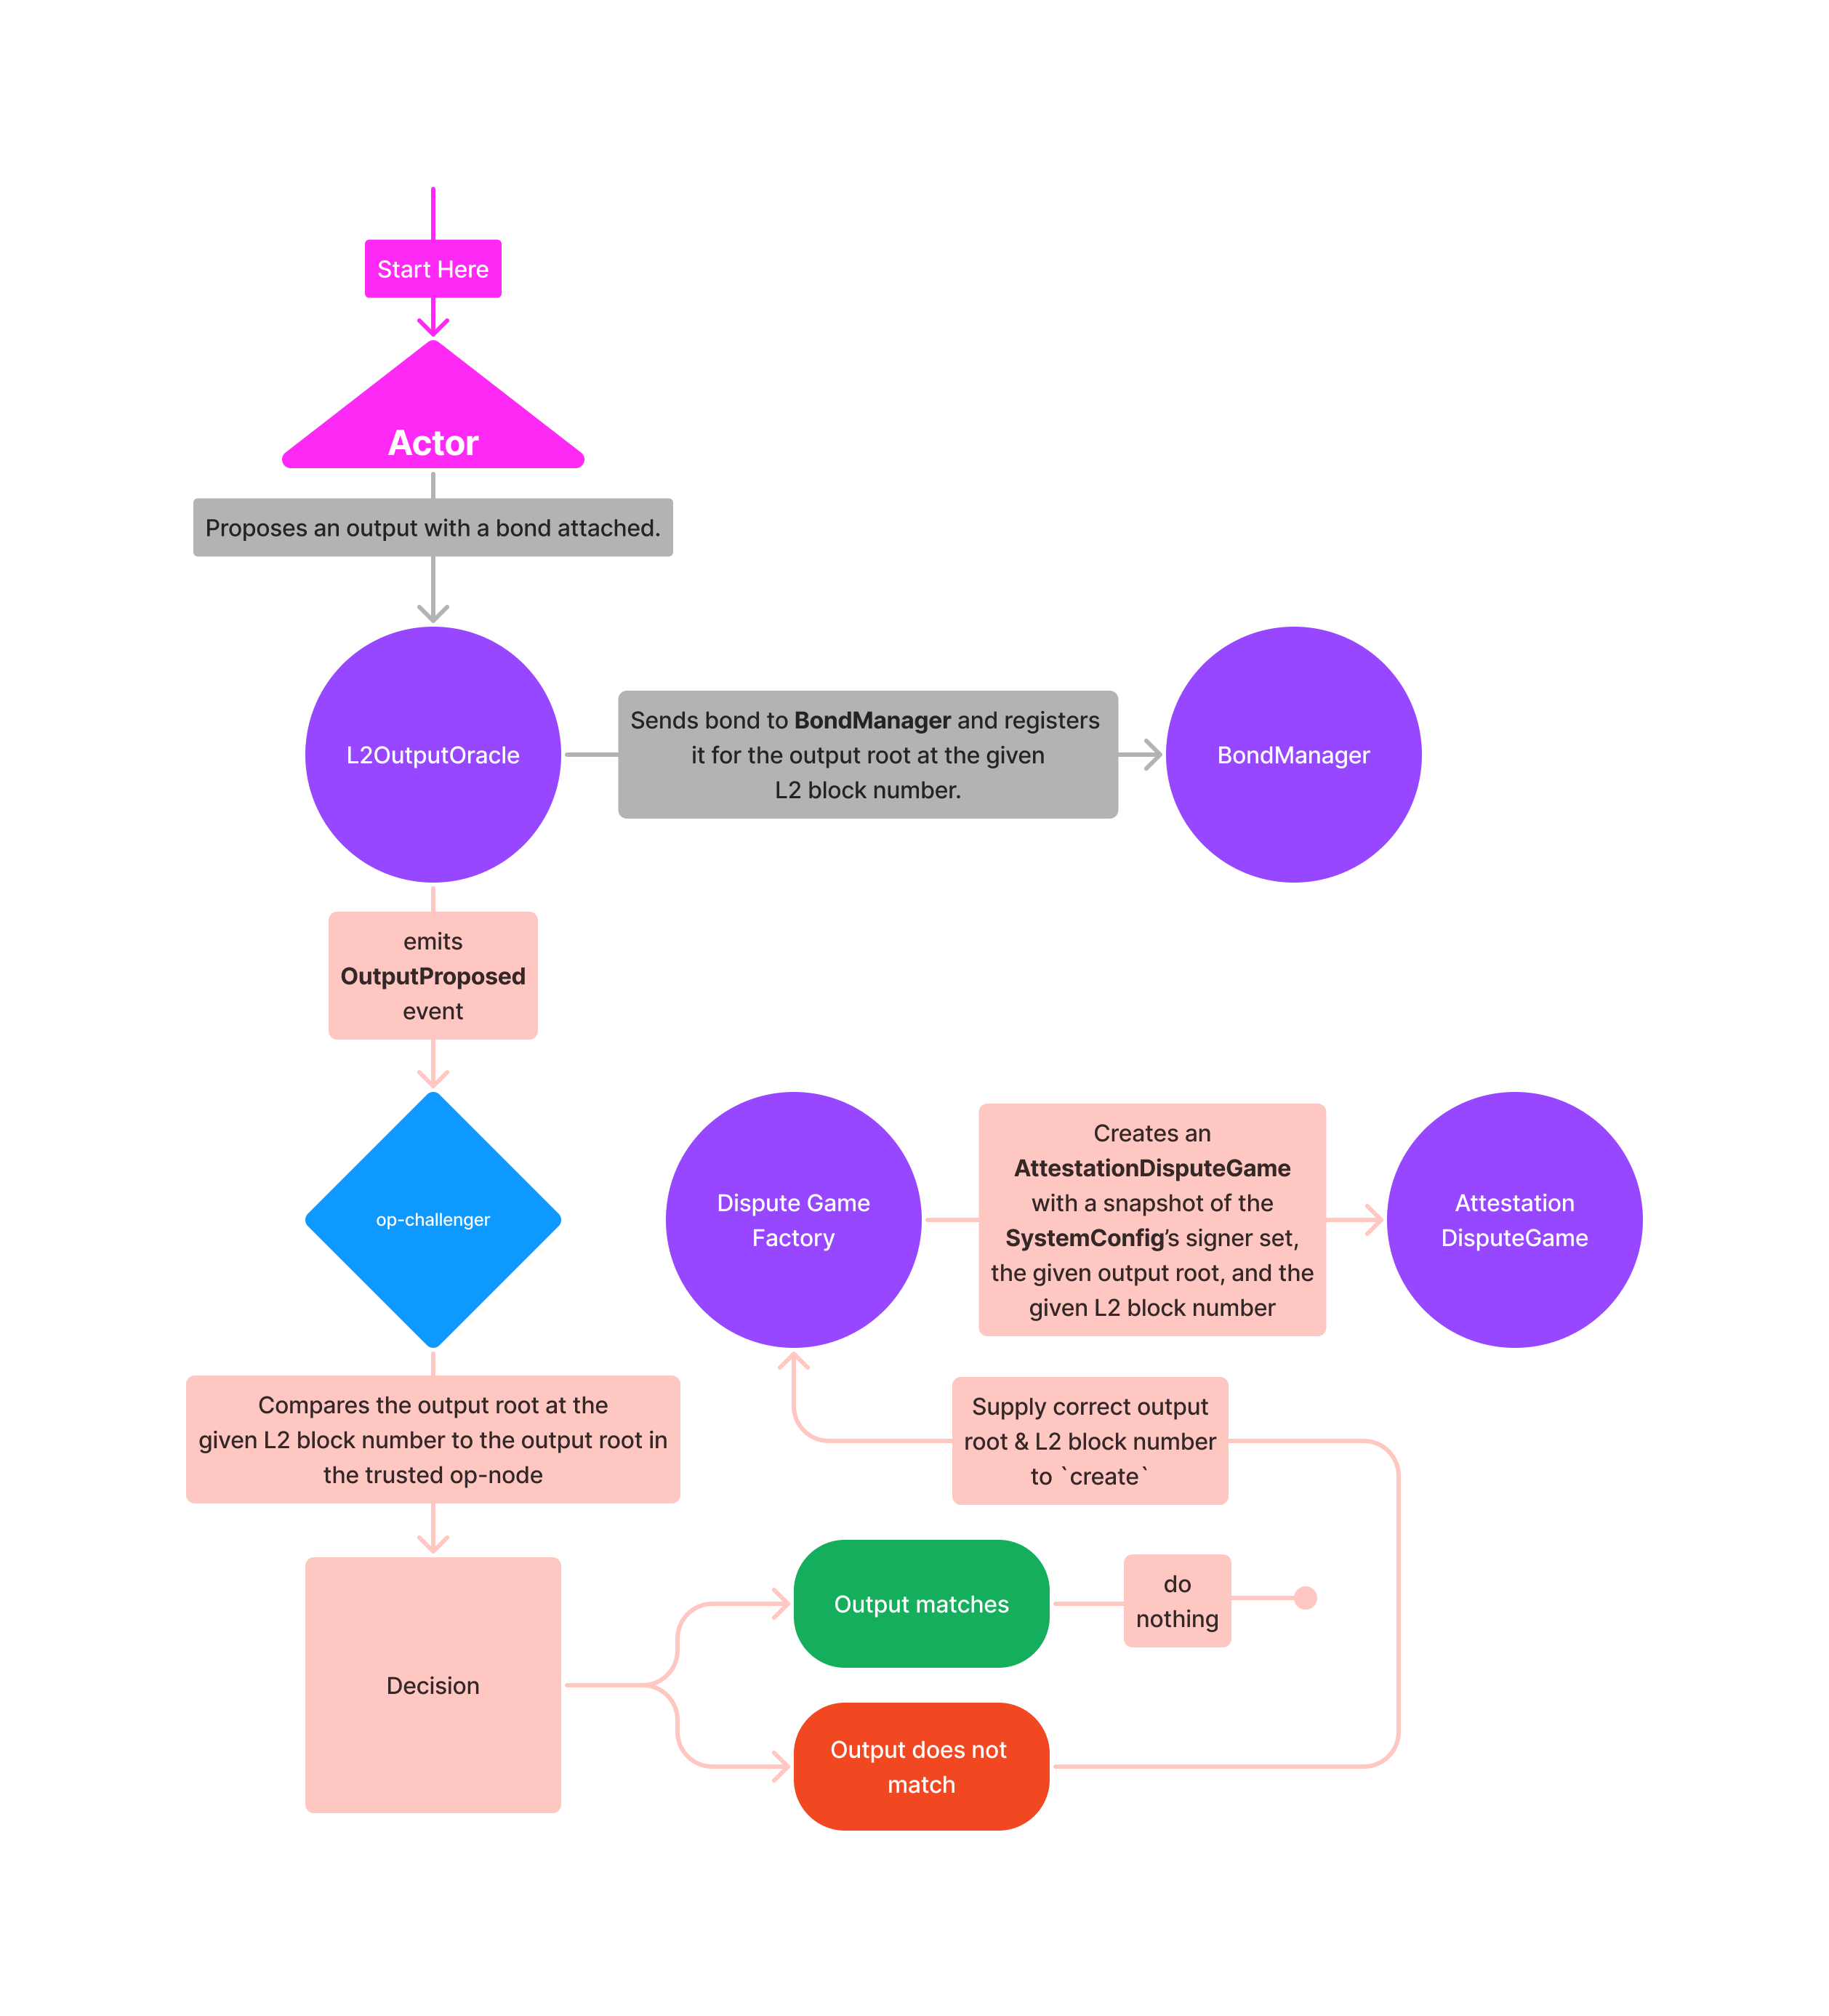 Start Here
Actor
Proposes an output with a bond attached.
L2OutputOracle
Sends bond to BondManager and registers
it for the output root at the given
L2 block number.
BondManager
emits
OutputProposed
event
op-challenger
Dispute Game
Factory
Creates an
AttestationDisputeGame
with a snapshot of the
SystemConfig’s signer set,
the given output root, and the
given L2 block number
Attestation
DisputeGame
Compares the output root at the
given L2 block number to the output root in
the trusted op-node
Supply correct output
root & L2 block number
to `create`
Decision
Output matches
do
nothing
Output does not
match